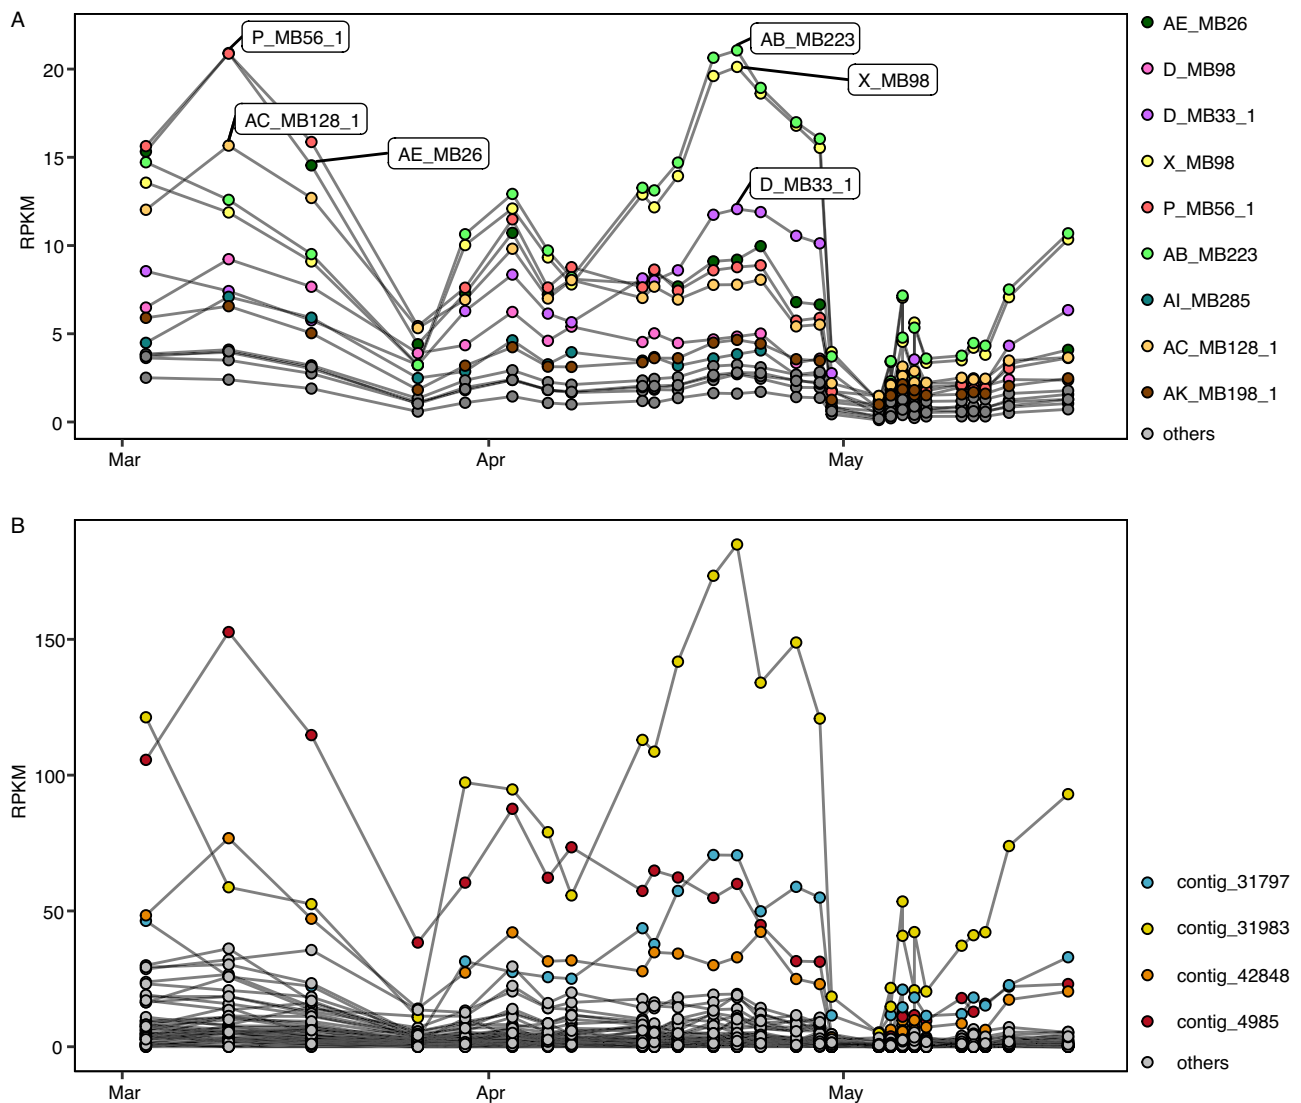 A
P_MB56_1
AC_MB128_1
AE_MB26
AB_MB223
X_MB98
D_MB33_1
RPKM
20
15
10
5
0
Mar
Apr
May
AE_MB26
D_MB98
D_MB33_1
X_MB98
P_MB56_1
AB_MB223
AI_MB285
AC_MB128_1
AK_MB198_1
others
B
RPKM
150
100
50
0
Mar
Apr
May
contig_31797
contig_31983
contig_42848
contig_4985
others